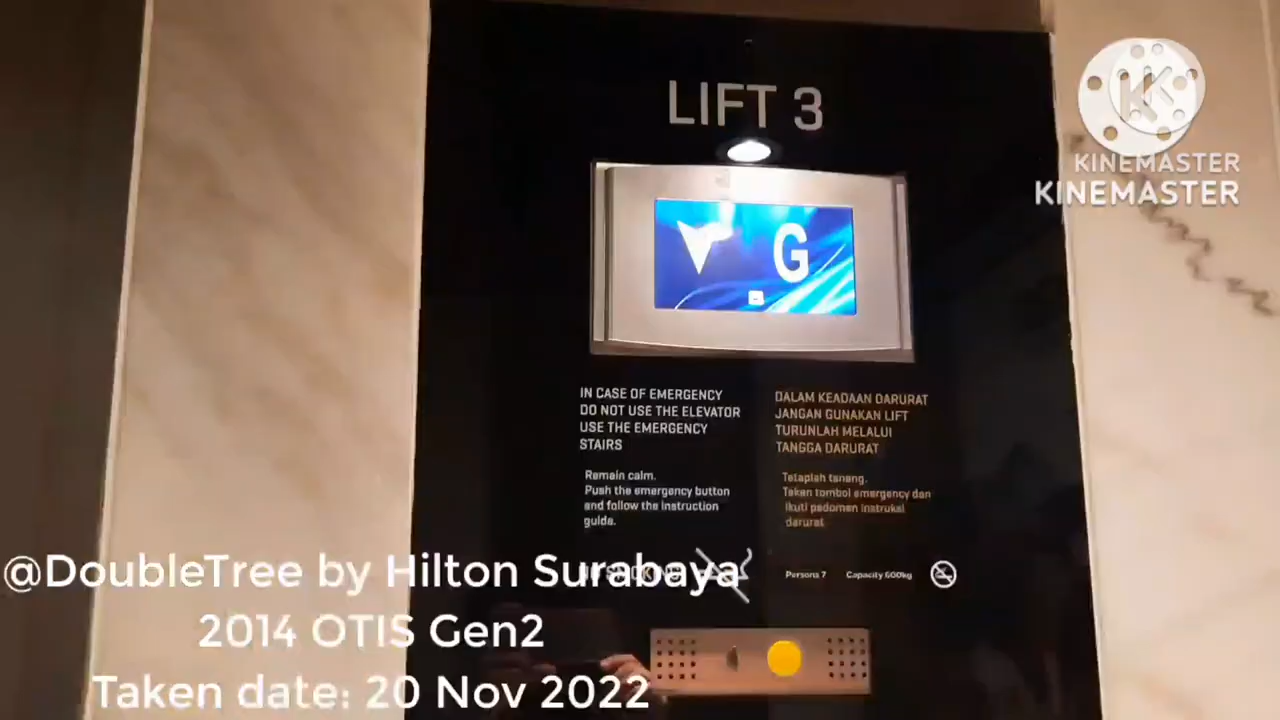 LIFT 3
KINEMASTER
KINEMASTER
G
IN CASE OF EMERGENCY
DO NOT USE THE ELEVATOR
USE THE EMERGENCY
STAIRS
Remain calm.
Push the emergency button
and follow the instruction
guide.
DALAM KEADAAN DARURAT
JANGAN GUNAKAN LIFT
TURUNLAH MELALUI
TANGGA DARURAT
Tetaplah tenang.
Tekan tombol emergency dan
ikuti pedoman instruksi
darurat
NO SMOKING
Persons 7 Capacity 600kg
@DoubleTree by Hilton Surabaya
2014 OTIS Gen2
Taken date: 20 Nov 2022